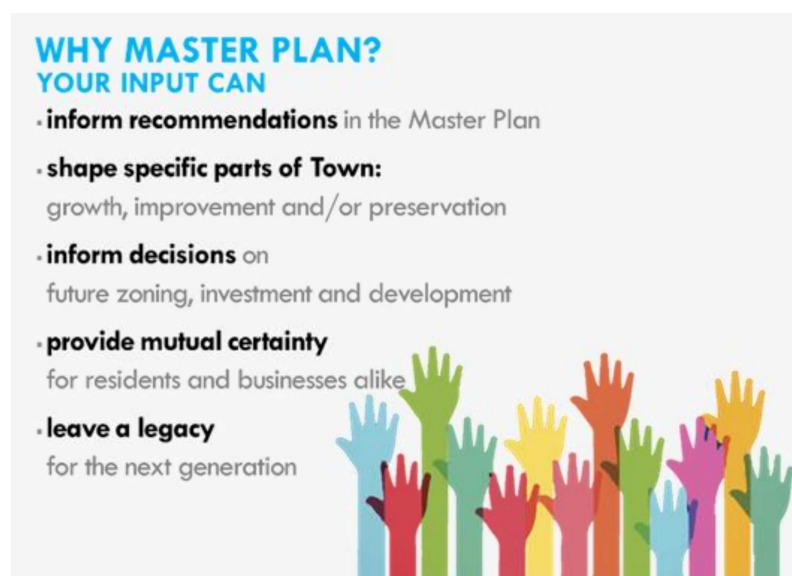 WHY MASTER PLAN?
YOUR INPUT CAN
▪ inform recommendations in the Master Plan
▪ shape specific parts of Town:
growth, improvement and/or preservation
▪ inform decisions on
future zoning, investment and development
▪ provide mutual certainty
for residents and businesses alike
▪ leave a legacy
for the next generation